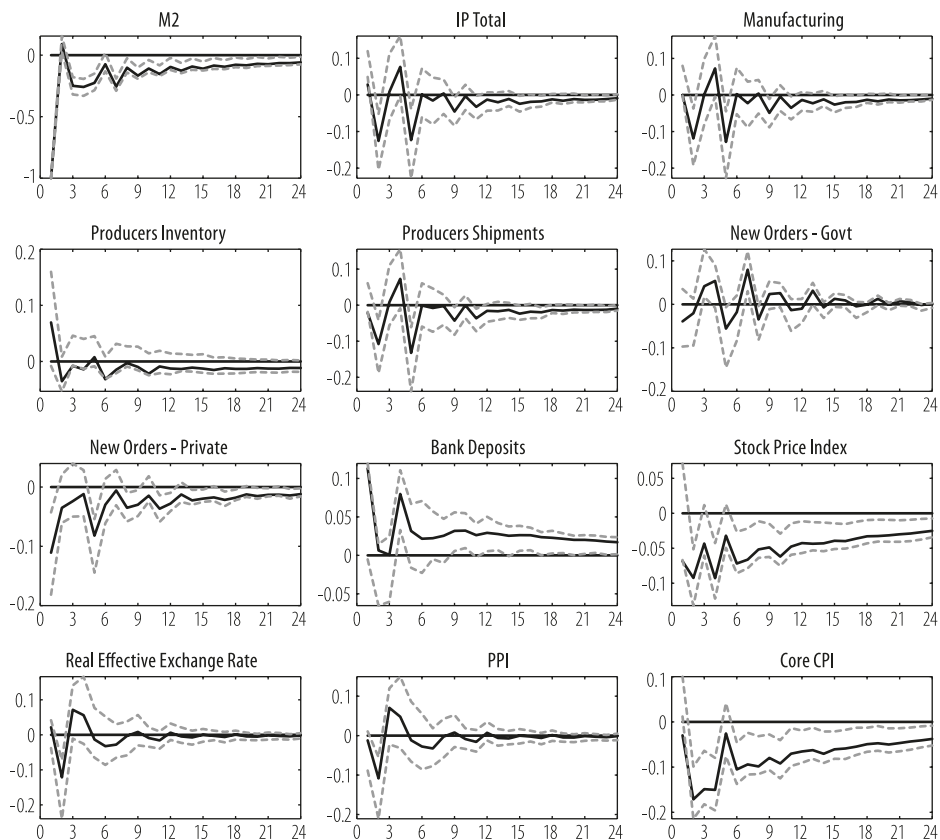 M2
IP Total
Manufacturing
0
-0.5
-1
0 3 6 9 12 15 18 21 24
0.1
0
-0.1
-0.2
0 3 6 9 12 15 18 21 24
0.1
0
-0.1
-0.2
0 3 6 9 12 15 18 21 24
Producers Inventory
Producers Shipments
New Orders - Govt
0.2
0.1
0
0 3 6 9 12 15 18 21 24
0.1
0
-0.1
-0.2
0 3 6 9 12 15 18 21 24
0.1
0
-0.1
-0.2
0 3 6 9 12 15 18 21 24
New Orders - Private
Bank Deposits
Stock Price Index
0
-0.1
-0.2
0 3 6 9 12 15 18 21 24
0.1
0.05
0
-0.05
0 3 6 9 12 15 18 21 24
0.05
0
-0.05
-0.1
0 3 6 9 12 15 18 21 24
Real Effective Exchange Rate
PPI
Core CPI
0.1
0
-0.1
-0.2
0 3 6 9 12 15 18 21 24
0.1
0
-0.1
-0.2
0 3 6 9 12 15 18 21 24
0.1
0
-0.1
-0.2
0 3 6 9 12 15 18 21 24